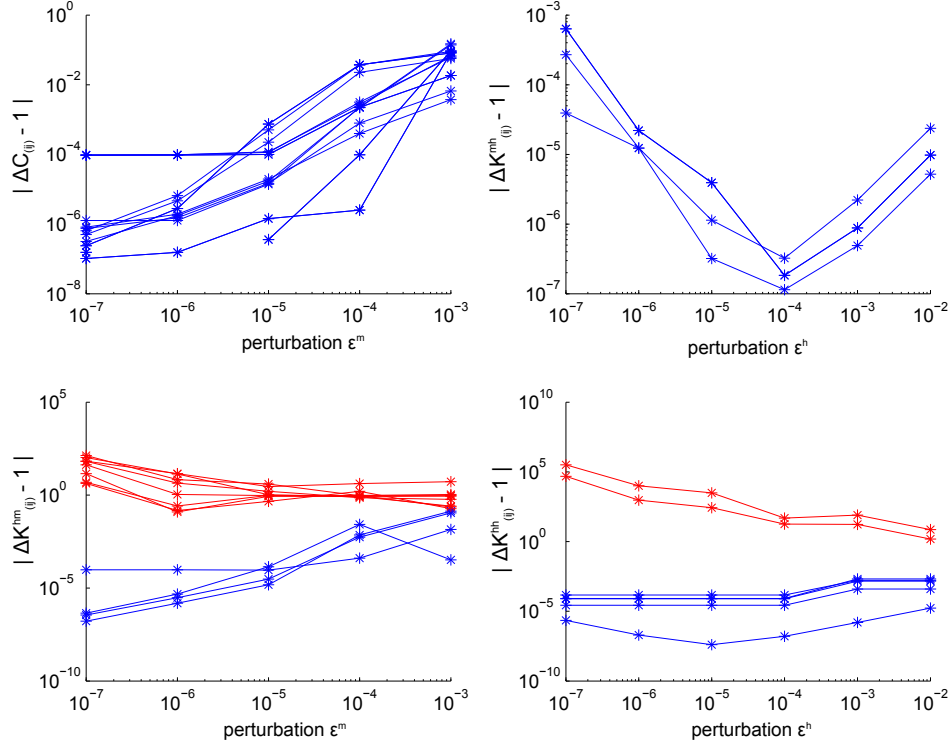 | ΔC(ij) - 1 |
10^0
10^−2
10^−4
10^−6
10^−8
10^−7 10^−6 10^−5 10^−4 10^−3
perturbation ε^m
| ΔK^mh(ij) - 1 |
10^−3
10^−4
10^−5
10^−6
10^−7
10^−7 10^−6 10^−5 10^−4 10^−3 10^−2
perturbation ε^h
| ΔK^hm(ij) - 1 |
10^5
10^0
10^−5
10^−10
10^−7 10^−6 10^−5 10^−4 10^−3
perturbation ε^m
| ΔK^hh(ij) - 1 |
10^10
10^5
10^0
10^−5
10^−10
10^−7 10^−6 10^−5 10^−4 10^−3 10^−2
perturbation ε^h